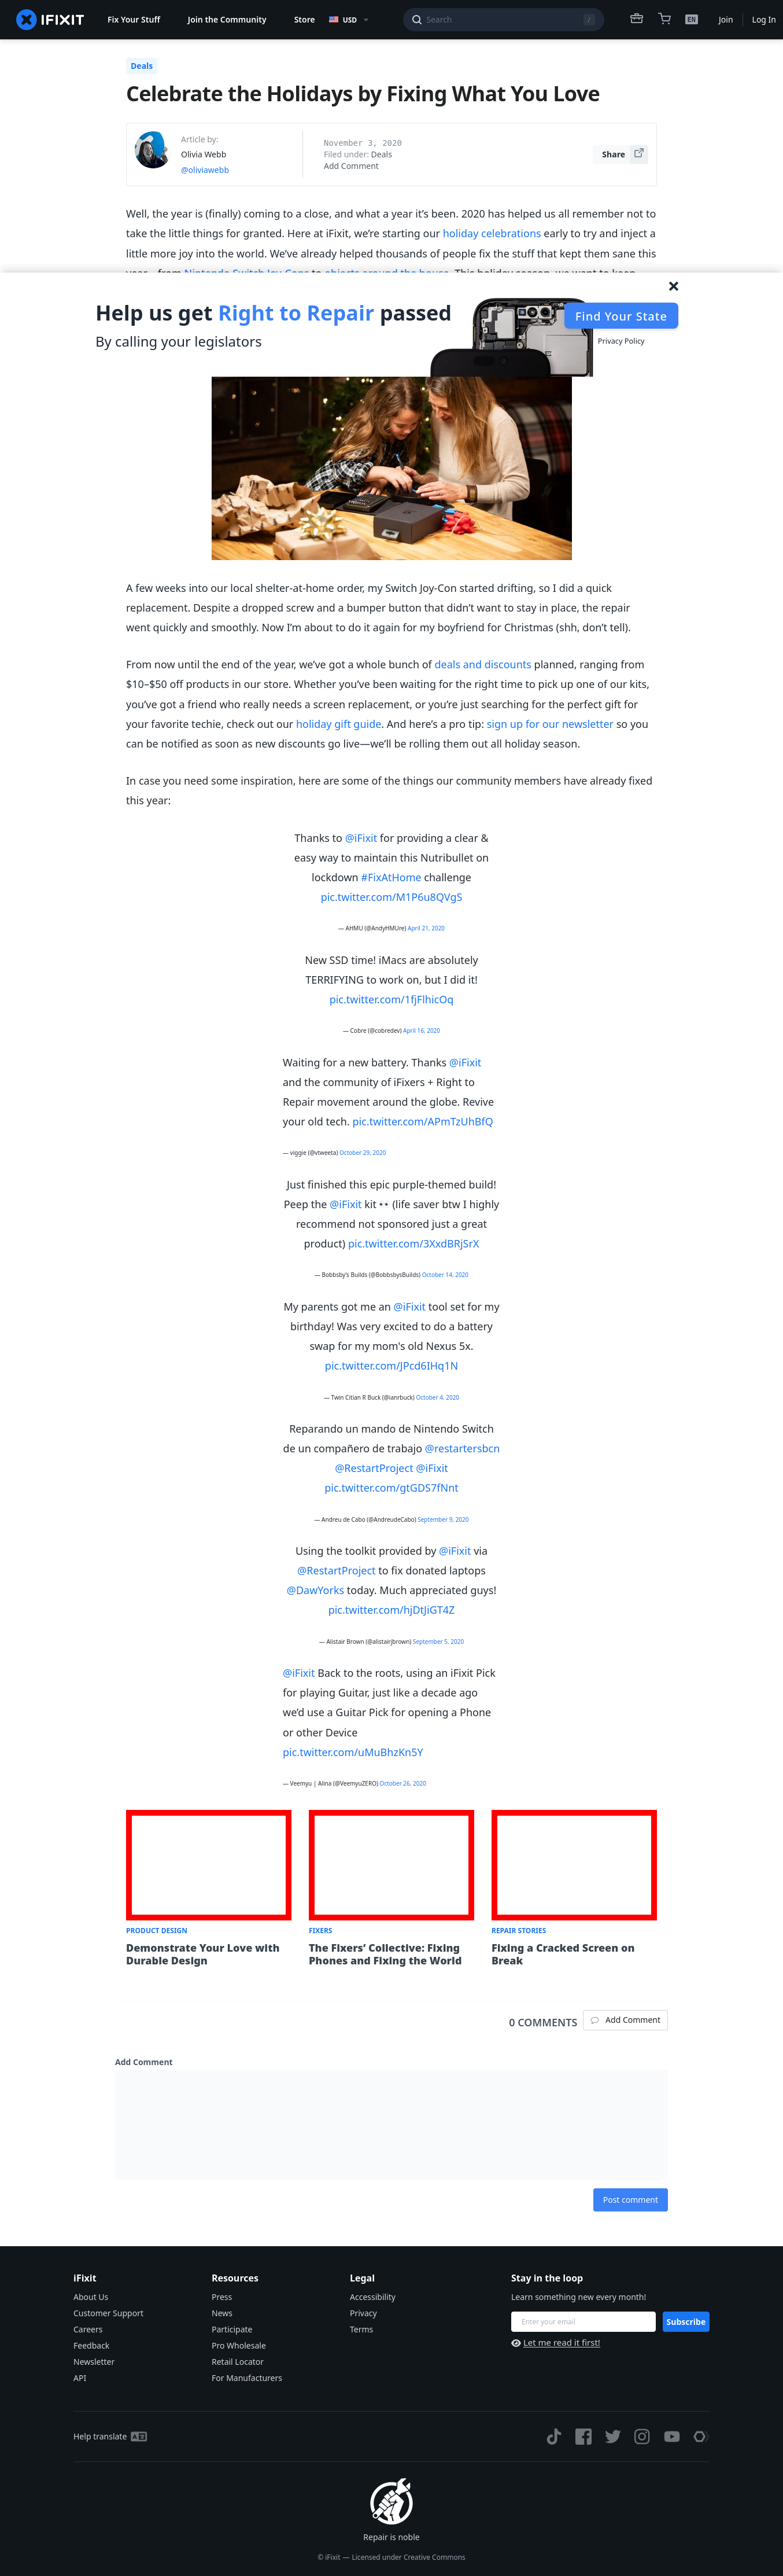 IFIXIT
Fix Your Stuff
Join the Community
Store
USD
Search
/
EN
Join
Log In
Deals
Celebrate the Holidays by Fixing What You Love
Article by:
Olivia Webb
@oliviawebb
November 3, 2020
Filed under: Deals
Add Comment
Share
Well, the year is (finally) coming to a close, and what a year it’s been. 2020 has helped us all remember not to
take the little things for granted. Here at iFixit, we’re starting our holiday celebrations early to try and inject a
little more joy into the world. We’ve already helped thousands of people fix the stuff that kept them sane this
year—from Nintendo Switch Joy-Cons to objects around the house. This holiday season, we want to keep
Help us get Right to Repair passed
By calling your legislators
Find Your State
Privacy Policy
A few weeks into our local shelter-at-home order, my Switch Joy-Con started drifting, so I did a quick
replacement. Despite a dropped screw and a bumper button that didn’t want to stay in place, the repair
went quickly and smoothly. Now I’m about to do it again for my boyfriend for Christmas (shh, don’t tell).
From now until the end of the year, we’ve got a whole bunch of deals and discounts planned, ranging from
$10–$50 off products in our store. Whether you’ve been waiting for the right time to pick up one of our kits,
you’ve got a friend who really needs a screen replacement, or you’re just searching for the perfect gift for
your favorite techie, check out our holiday gift guide. And here’s a pro tip: sign up for our newsletter so you
can be notified as soon as new discounts go live—we’ll be rolling them out all holiday season.
In case you need some inspiration, here are some of the things our community members have already fixed
this year:
Thanks to @iFixit for providing a clear &
easy way to maintain this Nutribullet on
lockdown #FixAtHome challenge
pic.twitter.com/M1P6u8QVgS
— AHMU (@AndyHMUre) April 21, 2020
New SSD time! iMacs are absolutely
TERRIFYING to work on, but I did it!
pic.twitter.com/1fjFlhicOq
— Cobre (@cobredev) April 16, 2020
Waiting for a new battery. Thanks @iFixit
and the community of iFixers + Right to
Repair movement around the globe. Revive
your old tech. pic.twitter.com/APmTzUhBfQ
— viggie (@vtweeta) October 29, 2020
Just finished this epic purple-themed build!
Peep the @iFixit kit 👀 (life saver btw I highly
recommend not sponsored just a great
product) pic.twitter.com/3XxdBRjSrX
— Bobbsby's Builds (@BobbsbysBuilds) October 14, 2020
My parents got me an @iFixit tool set for my
birthday! Was very excited to do a battery
swap for my mom's old Nexus 5x.
pic.twitter.com/JPcd6IHq1N
— Twin Citian R Buck (@ianrbuck) October 4, 2020
Reparando un mando de Nintendo Switch
de un compañero de trabajo @restartersbcn
@RestartProject @iFixit
pic.twitter.com/gtGDS7fNnt
— Andreu de Cabo (@AndreudeCabo) September 9, 2020
Using the toolkit provided by @iFixit via
@RestartProject to fix donated laptops
@DawYorks today. Much appreciated guys!
pic.twitter.com/hjDtJiGT4Z
— Alistair Brown (@alistairjbrown) September 5, 2020
@iFixit Back to the roots, using an iFixit Pick
for playing Guitar, just like a decade ago
we’d use a Guitar Pick for opening a Phone
or other Device
pic.twitter.com/uMuBhzKn5Y
— Veemyu | Alina (@VeemyuZERO) October 26, 2020
PRODUCT DESIGN
Demonstrate Your Love with
Durable Design
FIXERS
The Fixers’ Collective: Fixing
Phones and Fixing the World
REPAIR STORIES
Fixing a Cracked Screen on
Break
0 COMMENTS
Add Comment
Add Comment
Post comment
iFixit
About Us
Customer Support
Careers
Feedback
Newsletter
API
Resources
Press
News
Participate
Pro Wholesale
Retail Locator
For Manufacturers
Legal
Accessibility
Privacy
Terms
Stay in the loop
Learn something new every month!
Enter your email
Subscribe
Let me read it first!
Help translate
Repair is noble
© iFixit — Licensed under Creative Commons